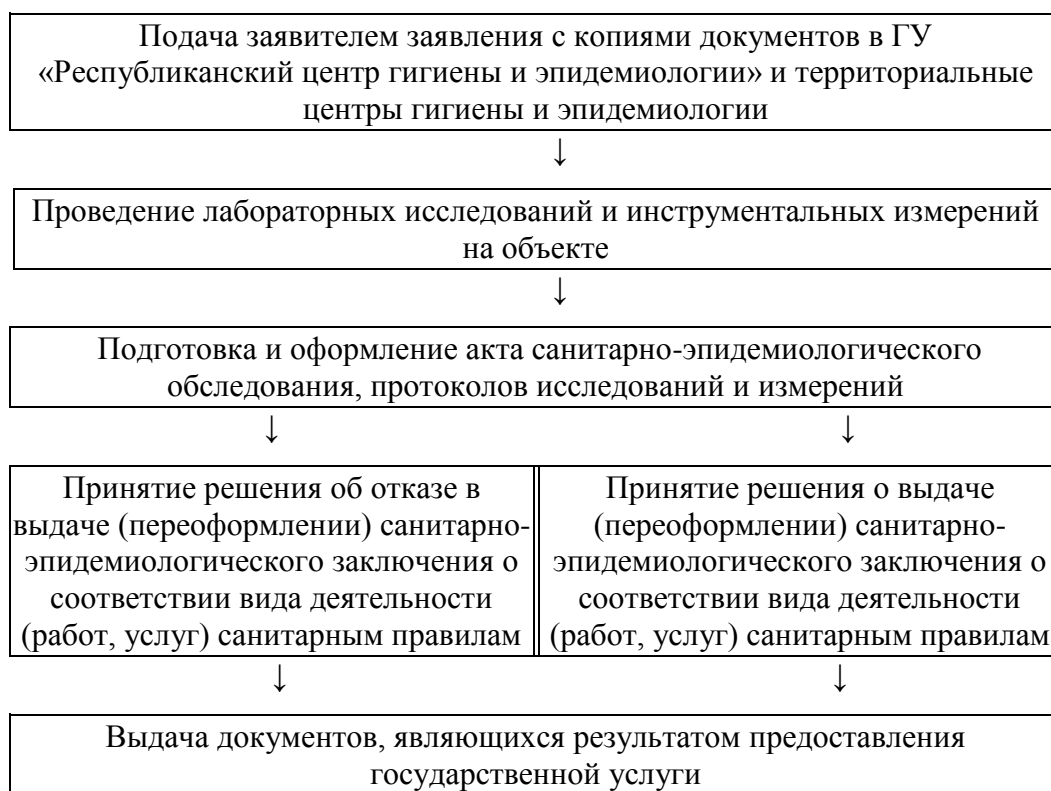 Подача заявителем заявления с копиями документов в ГУ
«Республиканский центр гигиены и эпидемиологии» и территориальные
центры гигиены и эпидемиологии
↓
Проведение лабораторных исследований и инструментальных измерений
на объекте
↓
Подготовка и оформление акта санитарно-эпидемиологического
обследования, протоколов исследований и измерений
↓ ↓
Принятие решения об отказе в
выдаче (переоформлении) санитарно-
эпидемиологического заключения о
соответствии вида деятельности
(работ, услуг) санитарным правилам
Принятие решения о выдаче
(переоформлении) санитарно-
эпидемиологического заключения о
соответствии вида деятельности
(работ, услуг) санитарным правилам
↓ ↓
Выдача документов, являющихся результатом предоставления
государственной услуги